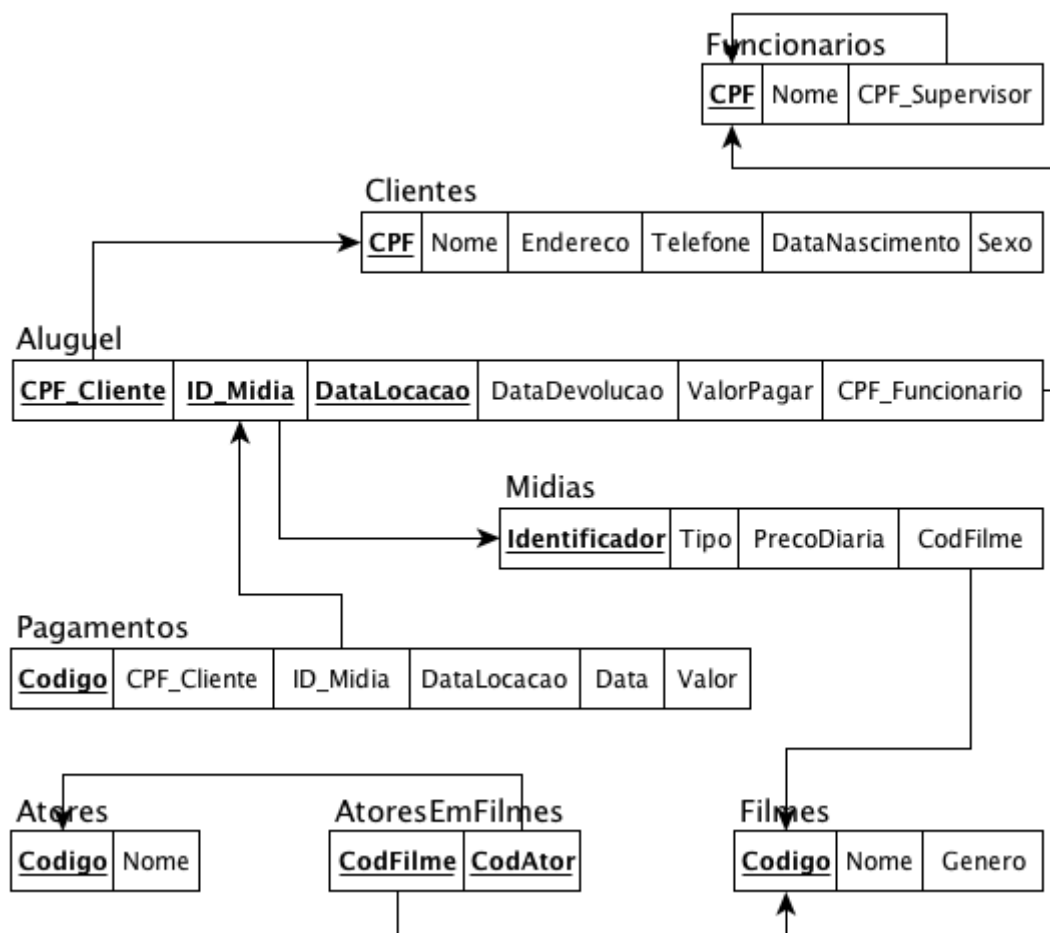 Funcionarios
CPF Nome CPF_Supervisor
Clientes
CPF Nome Endereco Telefone DataNascimento Sexo
Aluguel
CPF_Cliente ID_Midia DataLocacao DataDevolucao ValorPagar CPF_Funcionario
Midias
Identificador Tipo PrecoDiaria CodFilme
Pagamentos
Codigo CPF_Cliente ID_Midia DataLocacao Data Valor
Atores AtoresEmFilmes Filmes
Codigo Nome CodFilme CodAtor Codigo Nome Genero